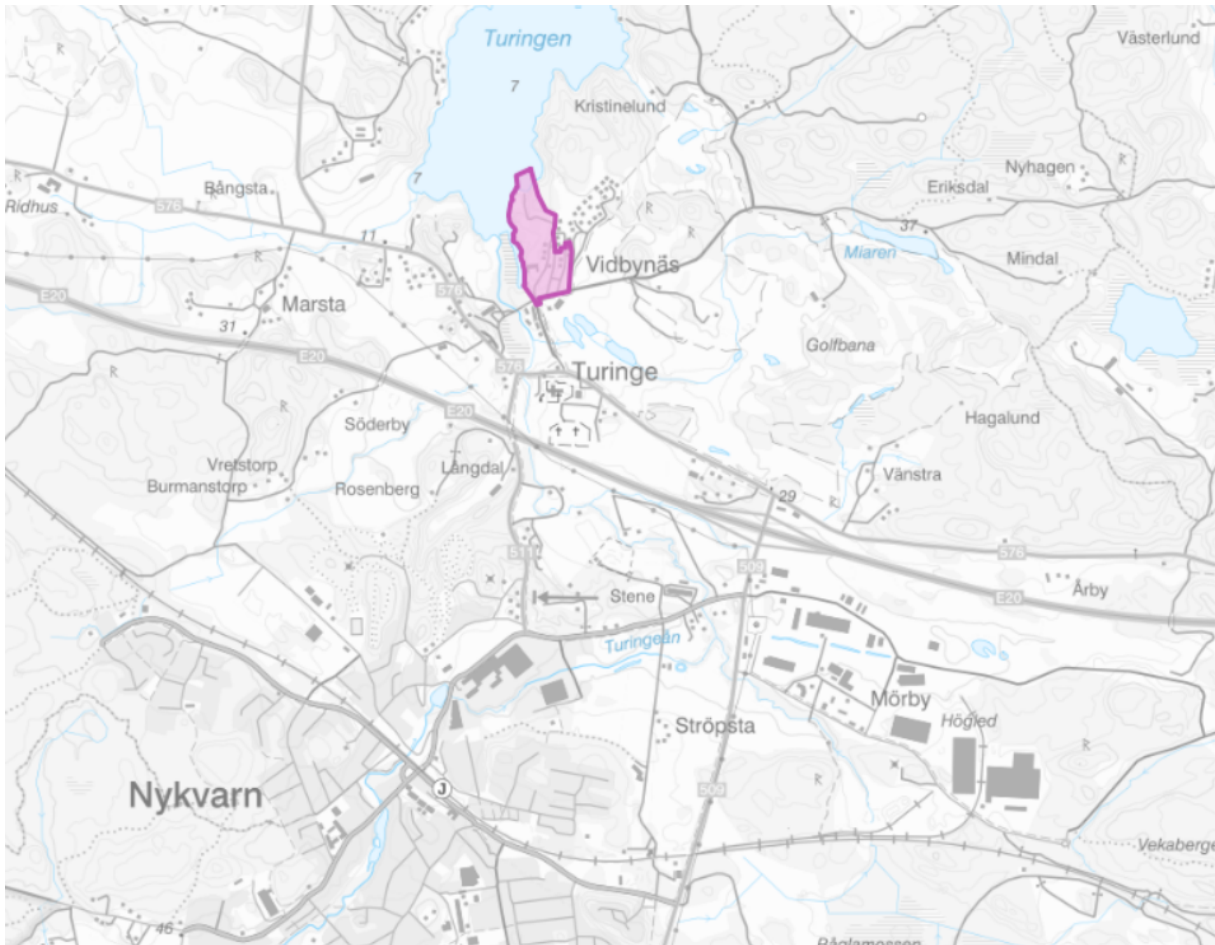 Turingen
Västerlund
7
Kristinelund
Nyhagen
7
Bångsta
R
Eriksdal
R
Ridhus
576
R
37
11
Miaren
R
Mindal
Vidbynäs
E20
576
Marsta
31
E20
Golfbana
576
Turinge
R
R
E20
Hagalund
Söderby
Vretstorp
Långdal
Vänstra
Burmanstorp
Rosenberg
29
R
511
576
509
Årby
Stene
E20
Turingeån
Mörby
Högled
Ströpsta
R
R
Nykvarn
J
509
Vekaberge
46
Råglamossen